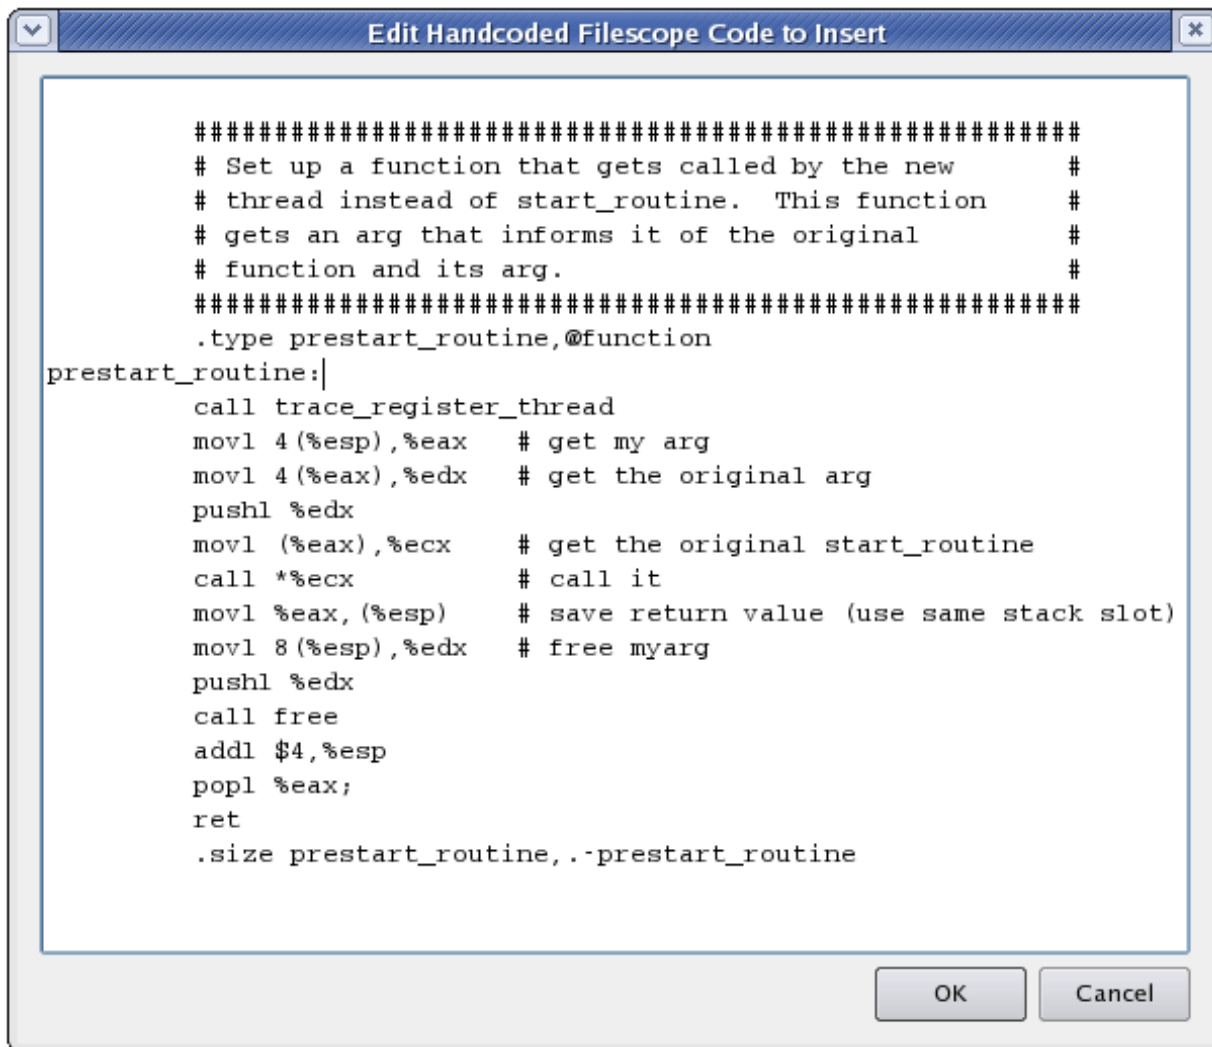 Edit Handcoded Filescope Code to Insert
#######################################################
# Set up a function that gets called by the new       #
# thread instead of start_routine.  This function     #
# gets an arg that informs it of the original         #
# function and its arg.                               #
#######################################################
.type prestart_routine,@function
prestart_routine:
call trace_register_thread
movl 4(%esp),%eax   # get my arg
movl 4(%eax),%edx   # get the original arg
pushl %edx
movl (%eax),%ecx    # get the original start_routine
call *%ecx          # call it
movl %eax,(%esp)    # save return value (use same stack slot)
movl 8(%esp),%edx   # free myarg
pushl %edx
call free
addl $4,%esp
popl %eax;
ret
.size prestart_routine,.-prestart_routine
OK Cancel